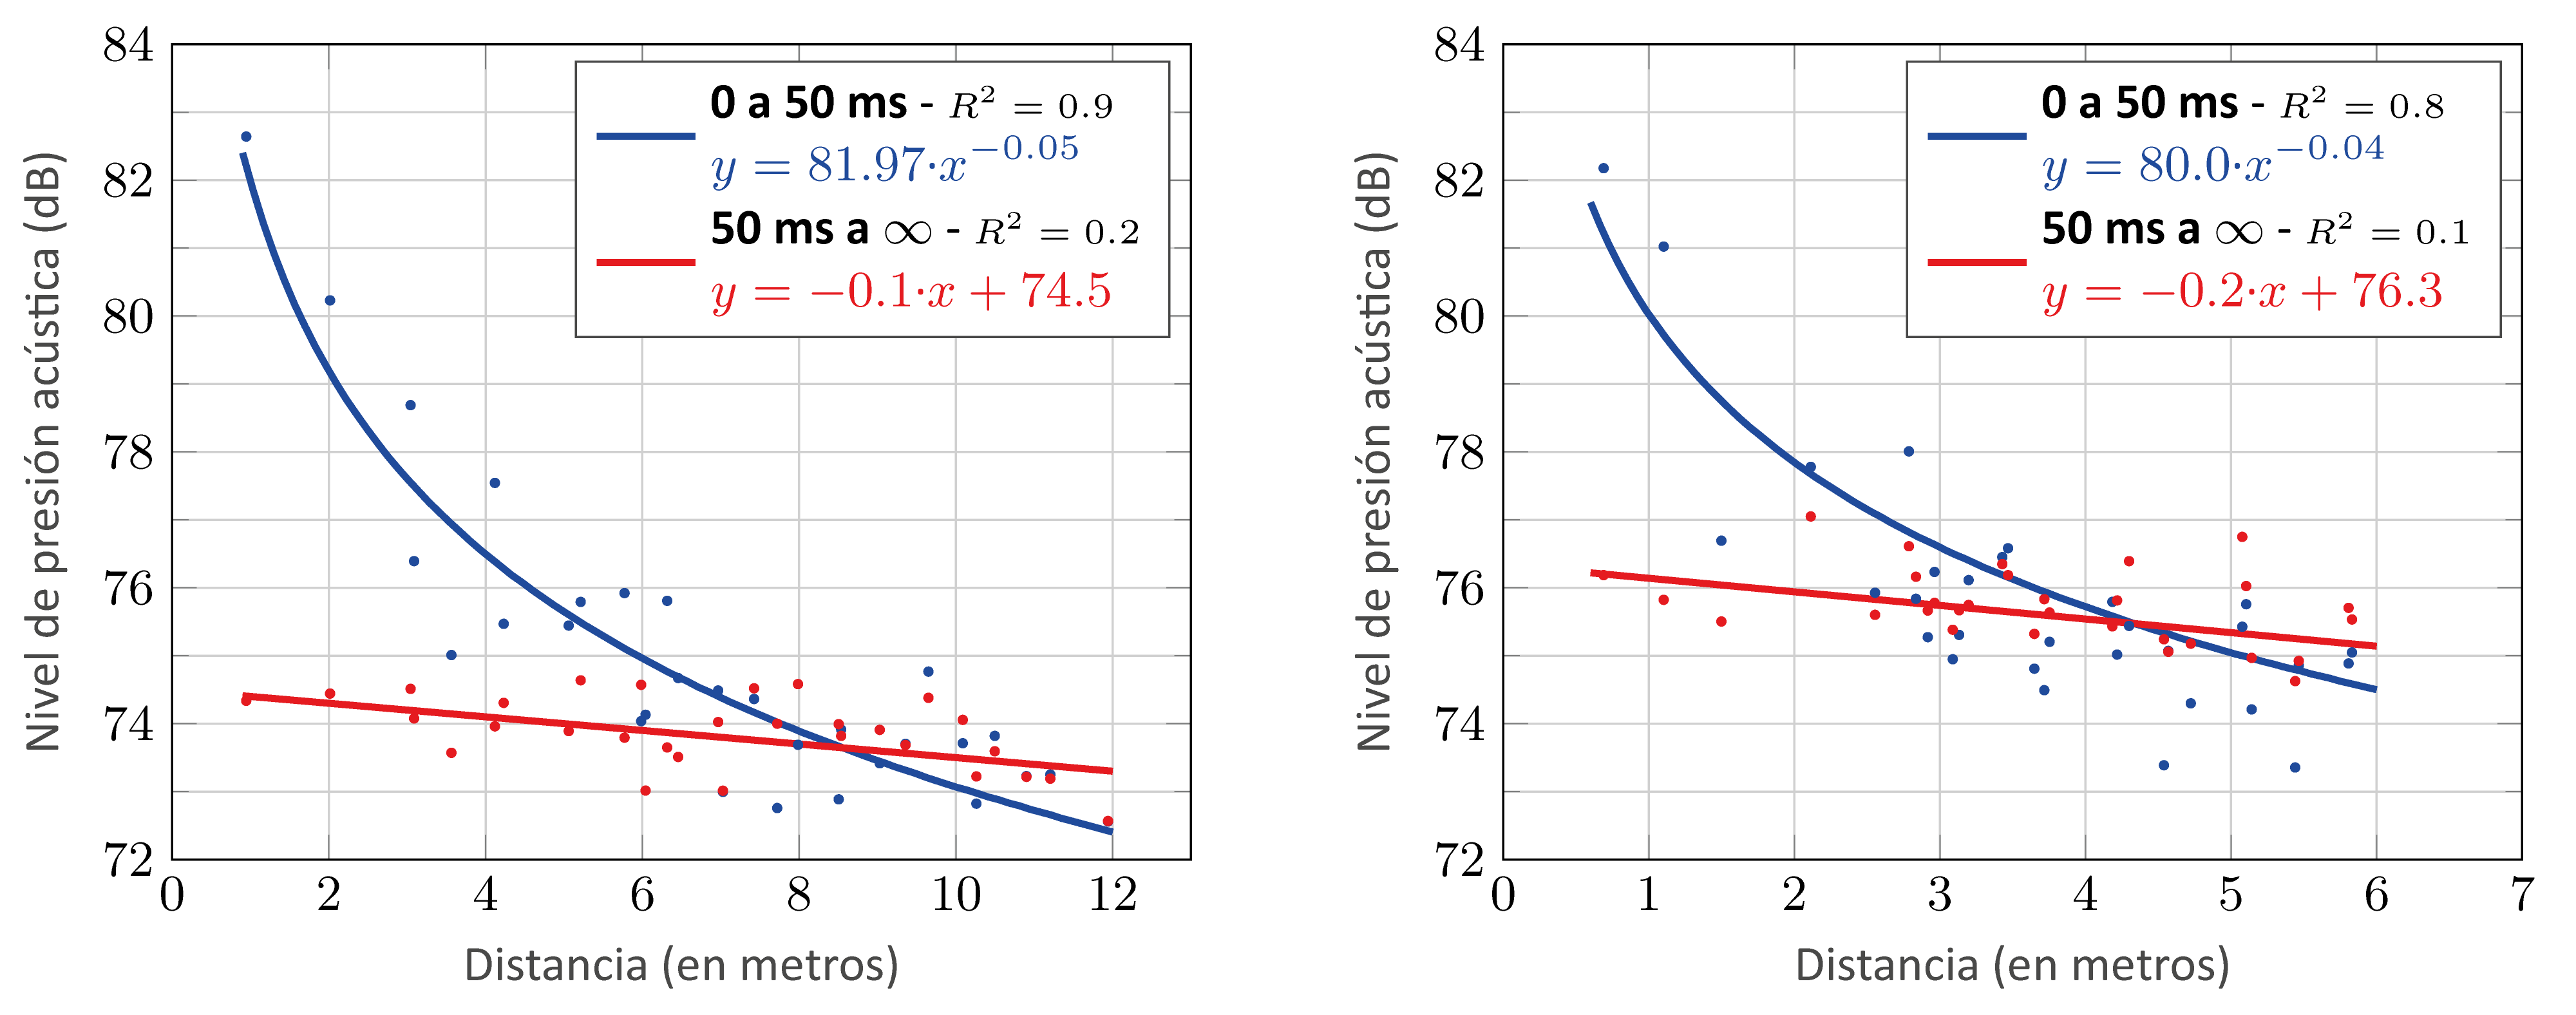 84
82
80
78
76
74
72
0 2 4 6 8 10 12
Nivel de presión acústica (dB)
Distancia (en metros)
0 a 50 ms - R² = 0.9
y = 81.97·x^−0.05
50 ms a ∞ - R² = 0.2
y = −0.1·x + 74.5
84
82
80
78
76
74
72
0 1 2 3 4 5 6 7
Nivel de presión acústica (dB)
Distancia (en metros)
0 a 50 ms - R² = 0.8
y = 80.0·x^−0.04
50 ms a ∞ - R² = 0.1
y = −0.2·x + 76.3